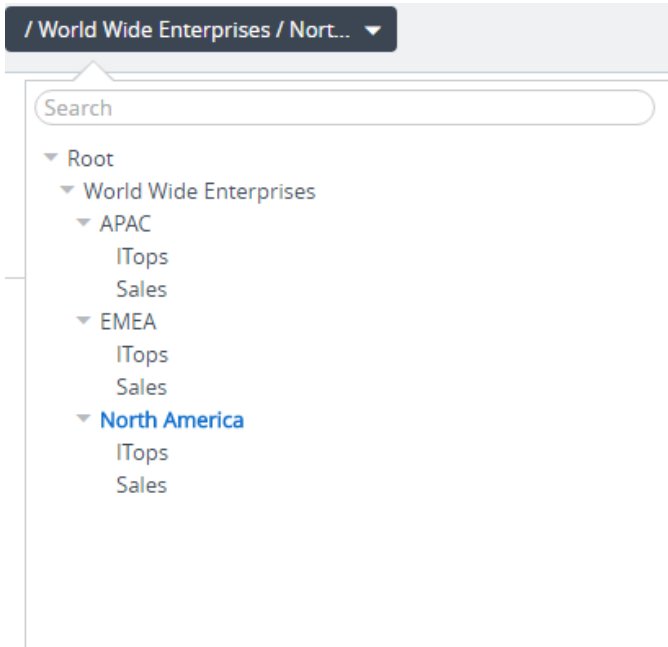 / World Wide Enterprises / Nort...
Search
Root
World Wide Enterprises
APAC
ITops
Sales
EMEA
ITops
Sales
North America
ITops
Sales